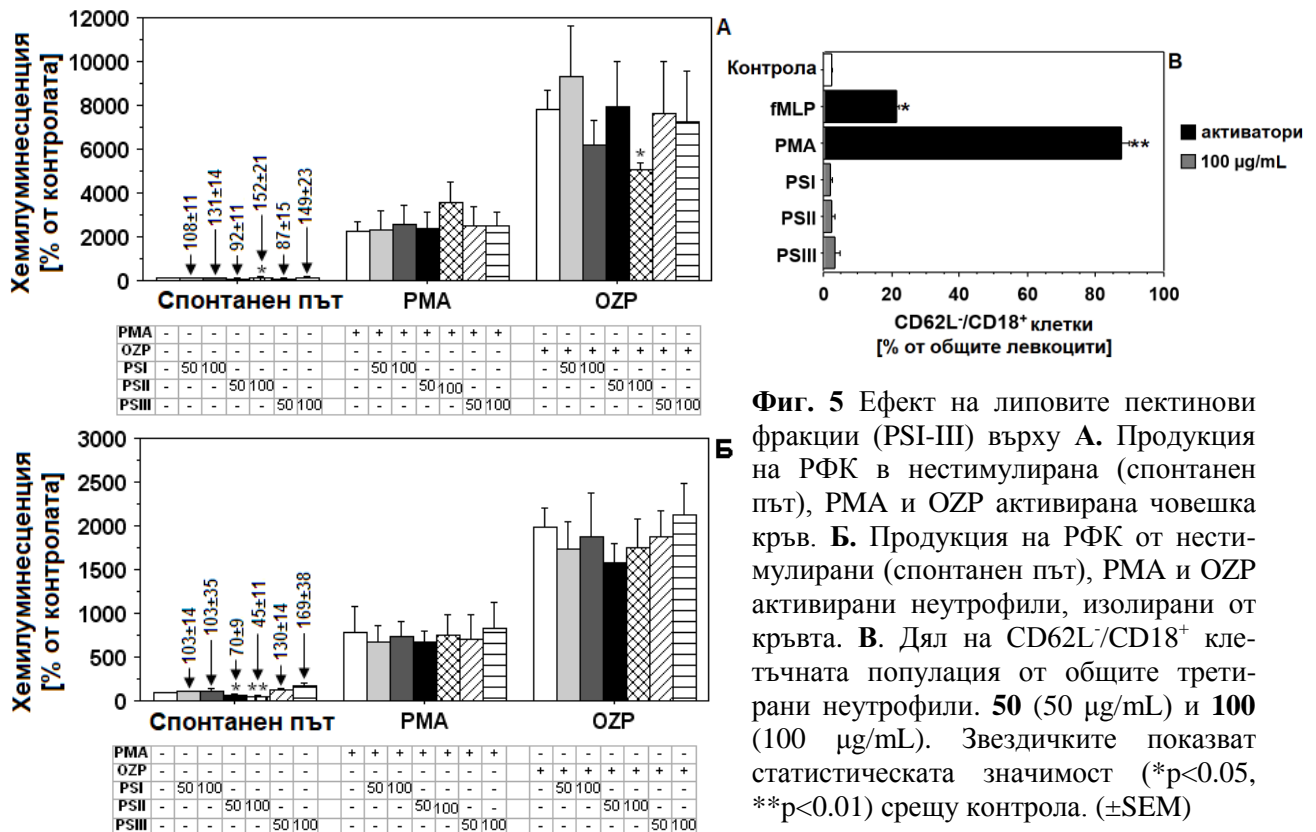 А
Хемилуминесценция
[% от контролата]
12000
10000
8000
6000
4000
2000
0
108±11
131±14
92±11
152±21
87±15
149±23
*
*
Спонтанен път PMA OZP
PMA - - - - - - - + + + + + + + - - - - - - -
OZP - - - - - - - - - - - - - - + + + + + + +
PSI - 50 100 - - - - - 50 100 - - - - - 50 100 - - - -
PSII - - - 50 100 - - - - - 50 100 - - - - - 50 100 - -
PSIII - - - - - 50 100 - - - - - 50 100 - - - - - 50 100
Б
Хемилуминесценция
[% от контролата]
3000
2500
2000
1500
1000
500
0
103±14
103±35
70±9
45±11
130±14
169±38
*
**
Спонтанен път PMA OZP
PMA - - - - - - - + + + + + + + - - - - - - -
OZP - - - - - - - - - - - - - - + + + + + + +
PSI - 50 100 - - - - - 50 100 - - - - - 50 100 - - - -
PSII - - - 50 100 - - - - - 50 100 - - - - - 50 100 - -
PSIII - - - - - 50 100 - - - - - 50 100 - - - - - 50 100
В
Контрола
fMLP *
PMA **
PSI
PSII
PSIII
0 20 40 60 80 100
CD62L⁻/CD18⁺ клетки
[% от общите левкоцити]
активатори
100 µg/mL
Фиг. 5 Ефект на липовите пектинови
фракции (PSI-III) върху А. Продукция
на РФК в нестимулирана (спонтанен
път), PMA и OZP активирана човешка
кръв. Б. Продукция на РФК от нести-
мулирани (спонтанен път), PMA и OZP
активирани неутрофили, изолирани от
кръвта. В. Дял на CD62L⁻/CD18⁺ кле-
тъчната популация от общите трети-
рани неутрофили. 50 (50 µg/mL) и 100
(100 µg/mL). Звездичките показват
статистическата значимост (*p<0.05,
**p<0.01) срещу контрола. (±SEM)